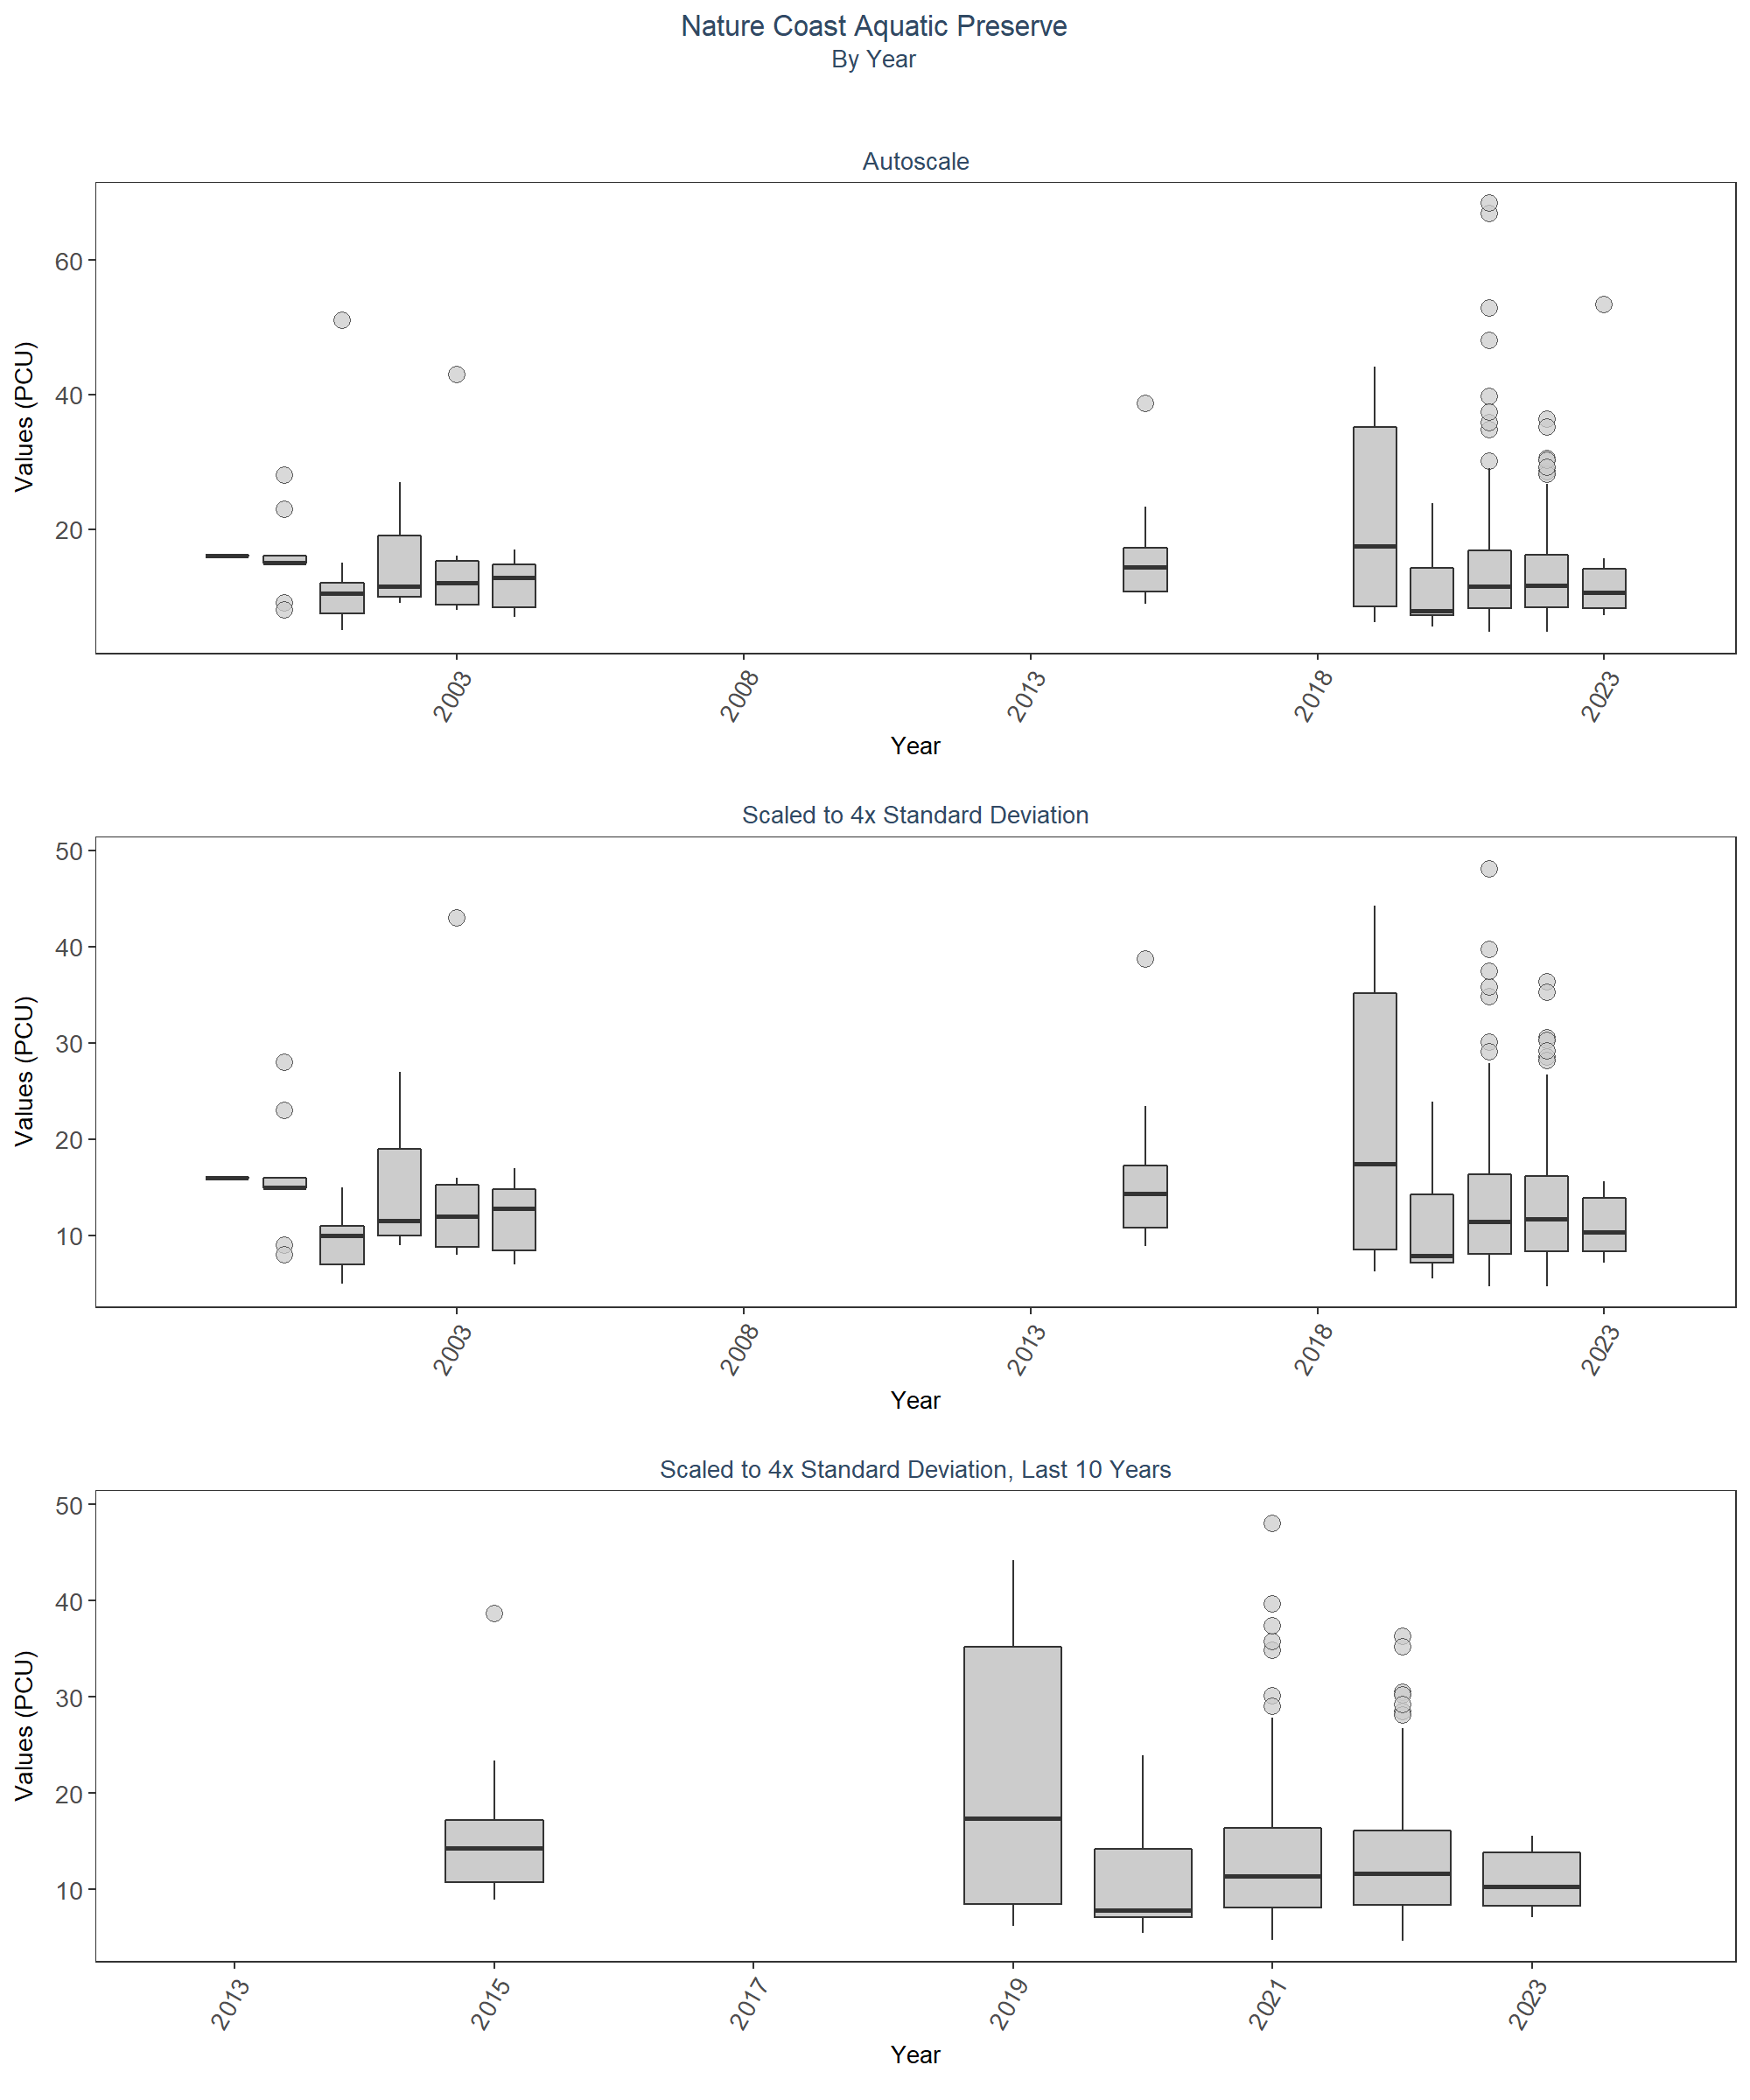 Nature Coast Aquatic Preserve
By Year
Autoscale
Values (PCU)
60
40
20
2003
2008
2013
2018
2023
Year
Scaled to 4x Standard Deviation
Values (PCU)
50
40
30
20
10
2003
2008
2013
2018
2023
Year
Scaled to 4x Standard Deviation, Last 10 Years
Values (PCU)
50
40
30
20
10
2013
2015
2017
2019
2021
2023
Year